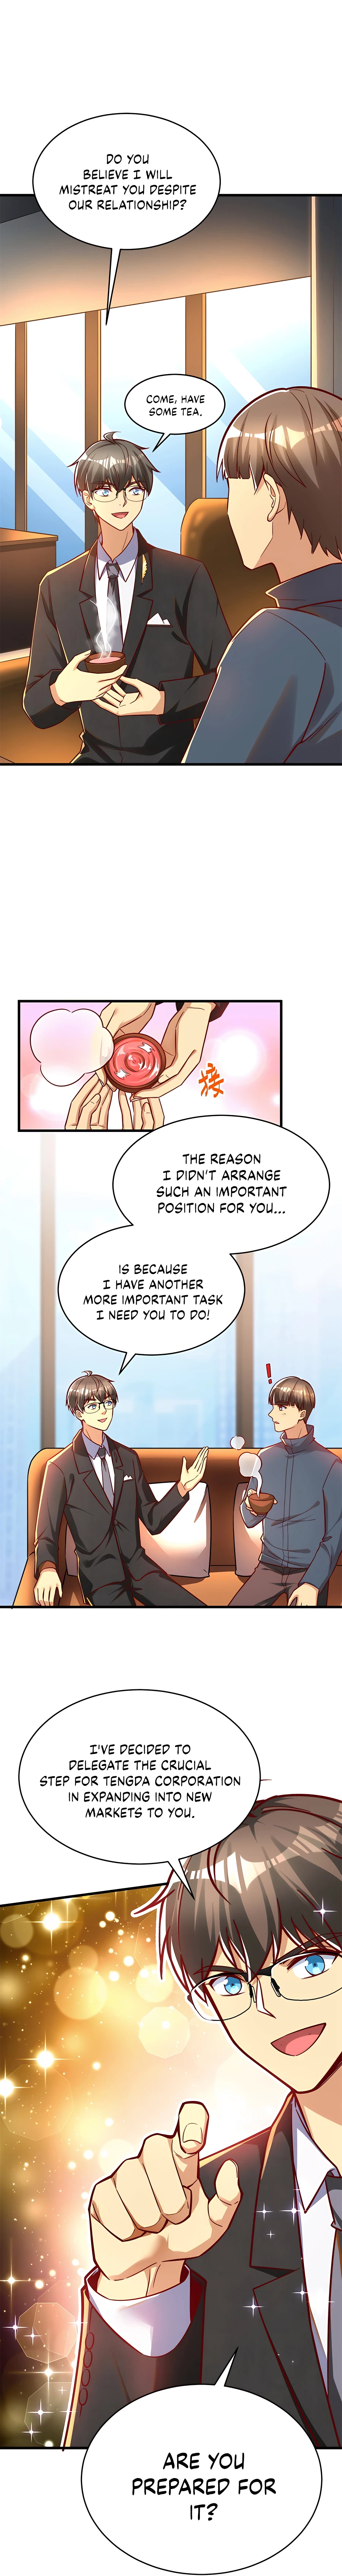 DO YOU
BELIEVE I WILL
MISTREAT YOU DESPITE
OUR RELATIONSHIP?
COME, HAVE
SOME TEA.
接
THE REASON
I DIDN'T ARRANGE
SUCH AN IMPORTANT
POSITION FOR YOU...
IS BECAUSE
I HAVE ANOTHER
MORE IMPORTANT TASK
I NEED YOU TO DO!
!
I'VE DECIDED TO
DELEGATE THE CRUCIAL
STEP FOR TENGDA CORPORATION
IN EXPANDING INTO NEW
MARKETS TO YOU.
ARE YOU
PREPARED FOR
IT?